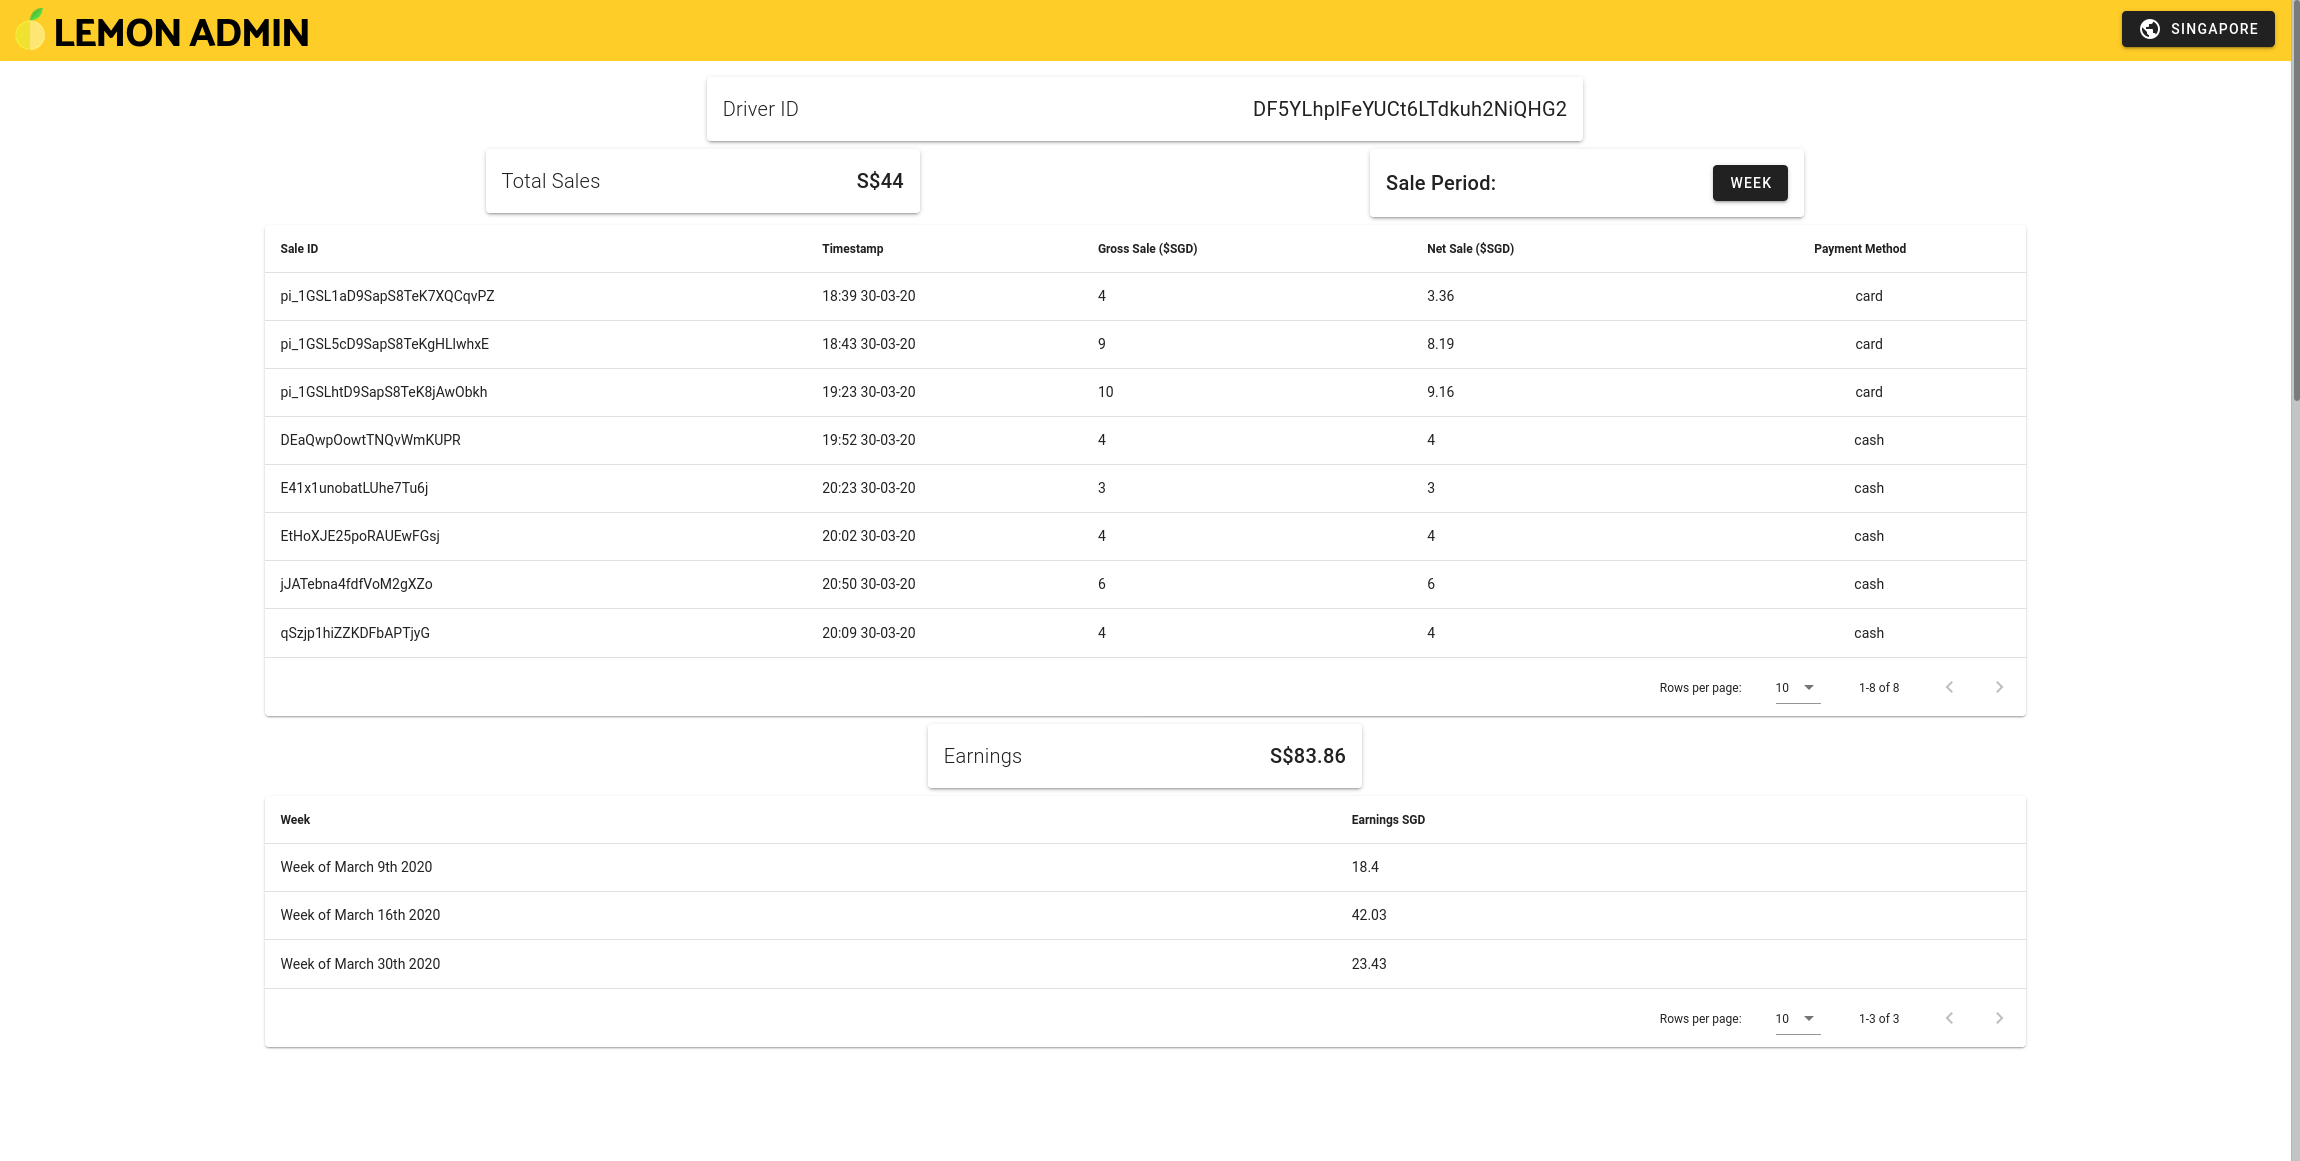 LEMON ADMIN
SINGAPORE
Driver ID DF5YLhplFeYUCt6LTdkuh2NiQHG2
Total Sales S$44
Sale Period: WEEK
Sale ID Timestamp Gross Sale ($SGD) Net Sale ($SGD) Payment Method
pi_1GSL1aD9SapS8TeK7XQCqvPZ 18:39 30-03-20 4 3.36 card
pi_1GSL5cD9SapS8TeKgHLlwhxE 18:43 30-03-20 9 8.19 card
pi_1GSLhtD9SapS8TeK8jAwObkh 19:23 30-03-20 10 9.16 card
DEaQwpOowtTNQvWmKUPR 19:52 30-03-20 4 4 cash
E41x1unobatLUhe7Tu6j 20:23 30-03-20 3 3 cash
EtHoXJE25poRAUEwFGsj 20:02 30-03-20 4 4 cash
jJATebna4fdfVoM2gXZo 20:50 30-03-20 6 6 cash
qSzjp1hiZZKDFbAPTjyG 20:09 30-03-20 4 4 cash
Rows per page: 10 1-8 of 8
Earnings S$83.86
Week Earnings SGD
Week of March 9th 2020 18.4
Week of March 16th 2020 42.03
Week of March 30th 2020 23.43
Rows per page: 10 1-3 of 3